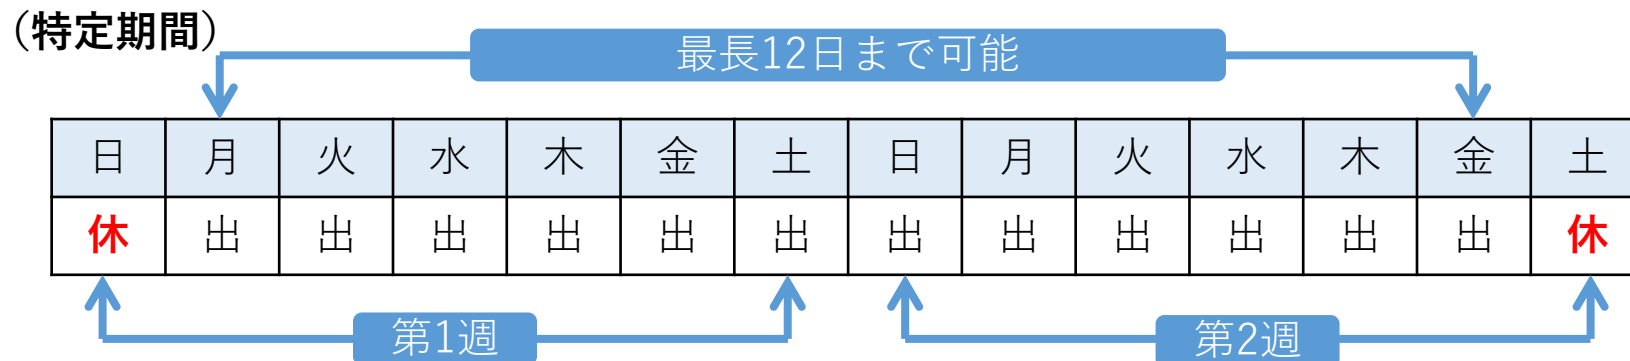 （特定期間）
最長12日まで可能
日 月 火 水 木 金 土 日 月 火 水 木 金 土
休 出 出 出 出 出 出 出 出 出 出 出 出 休
第1週 第2週